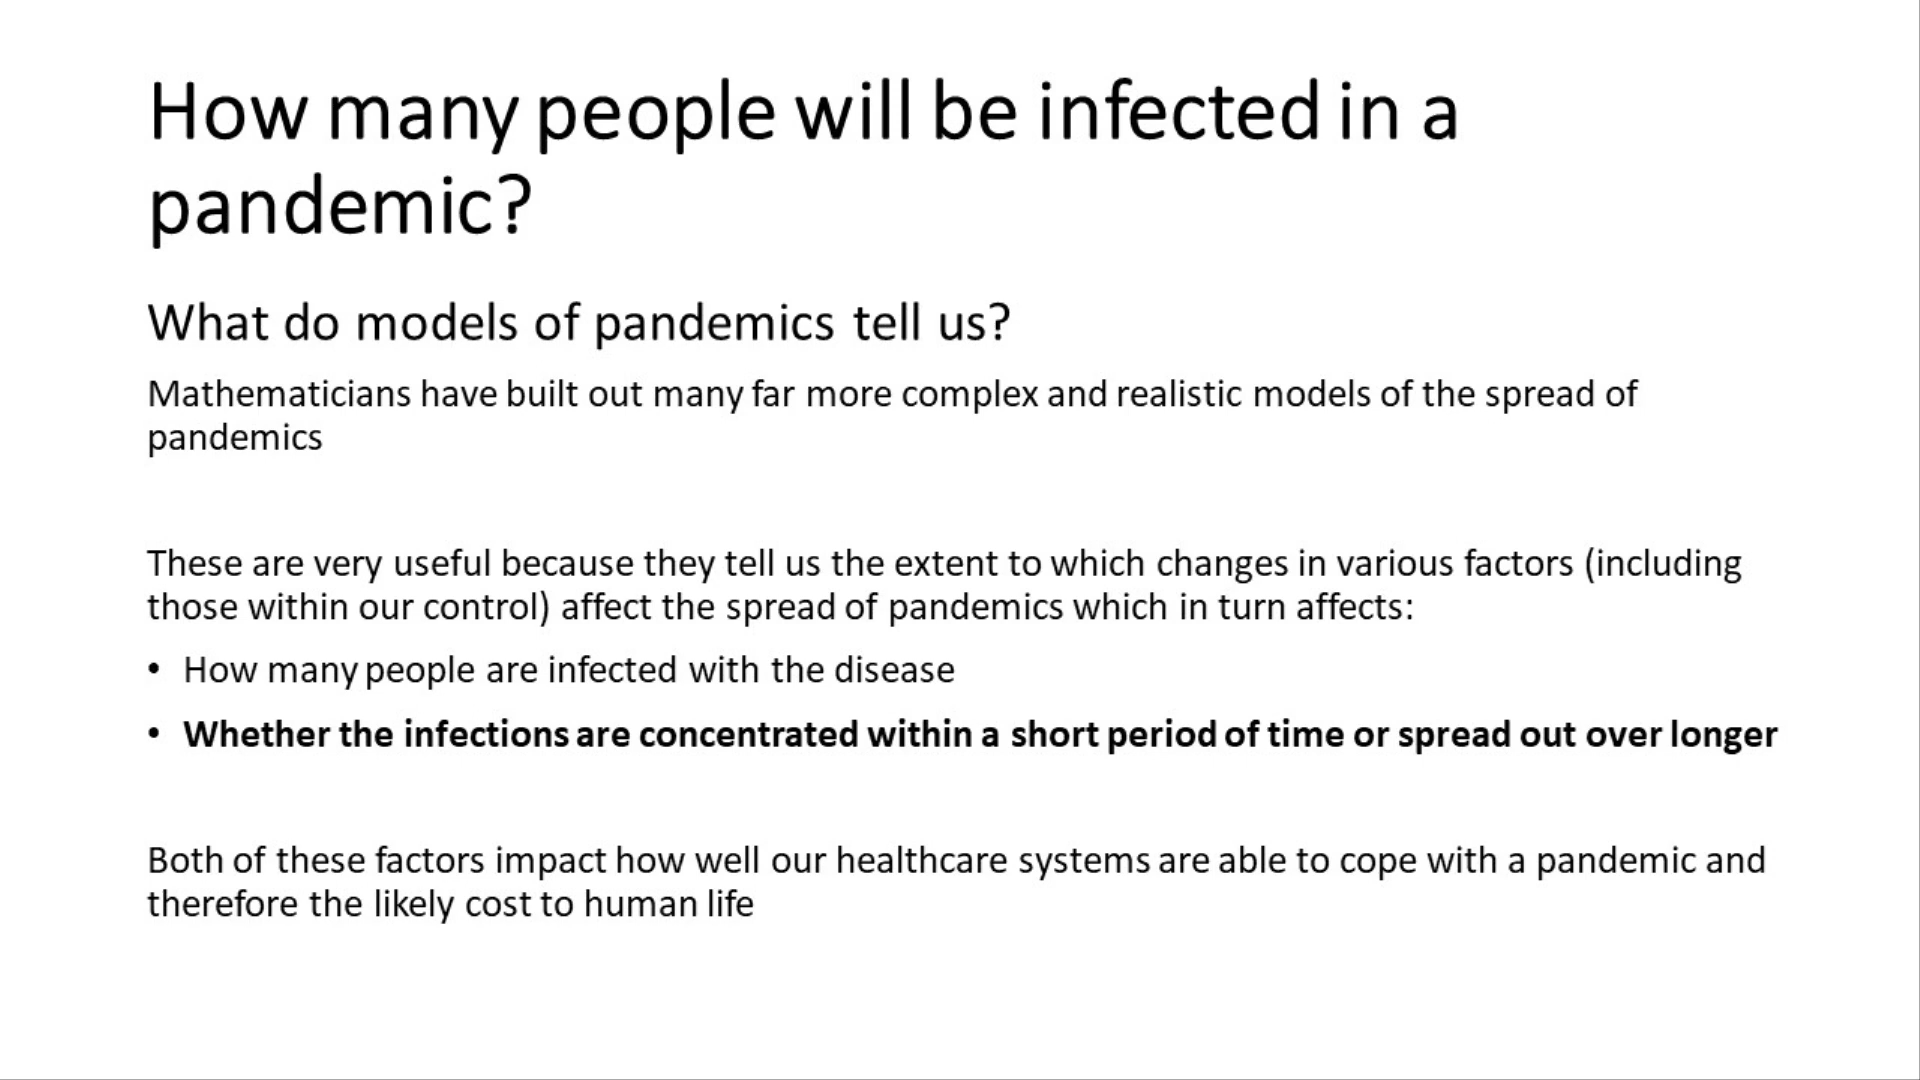 How many people will be infected in a
pandemic?
What do models of pandemics tell us?
Mathematicians have built out many far more complex and realistic models of the spread of
pandemics
These are very useful because they tell us the extent to which changes in various factors (including
those within our control) affect the spread of pandemics which in turn affects:
• How many people are infected with the disease
• Whether the infections are concentrated within a short period of time or spread out over longer
Both of these factors impact how well our healthcare systems are able to cope with a pandemic and
therefore the likely cost to human life